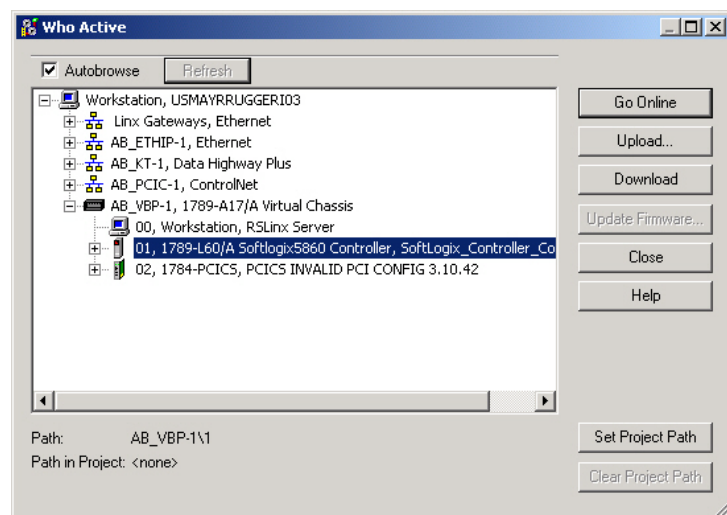 Who Active
Autobrowse Refresh
Workstation, USMAYRRUGGERI03
Linx Gateways, Ethernet
AB_ETHIP-1, Ethernet
AB_KT-1, Data Highway Plus
AB_PCIC-1, ControlNet
AB_VBP-1, 1789-A17/A Virtual Chassis
00, Workstation, RSLinx Server
01, 1789-L60/A Softlogix5860 Controller, SoftLogix_Controller_Co
02, 1784-PCICS, PCICS INVALID PCI CONFIG 3.10.42
Go Online
Upload...
Download
Update Firmware...
Close
Help
Path: AB_VBP-1\1
Path in Project: <none>
Set Project Path
Clear Project Path